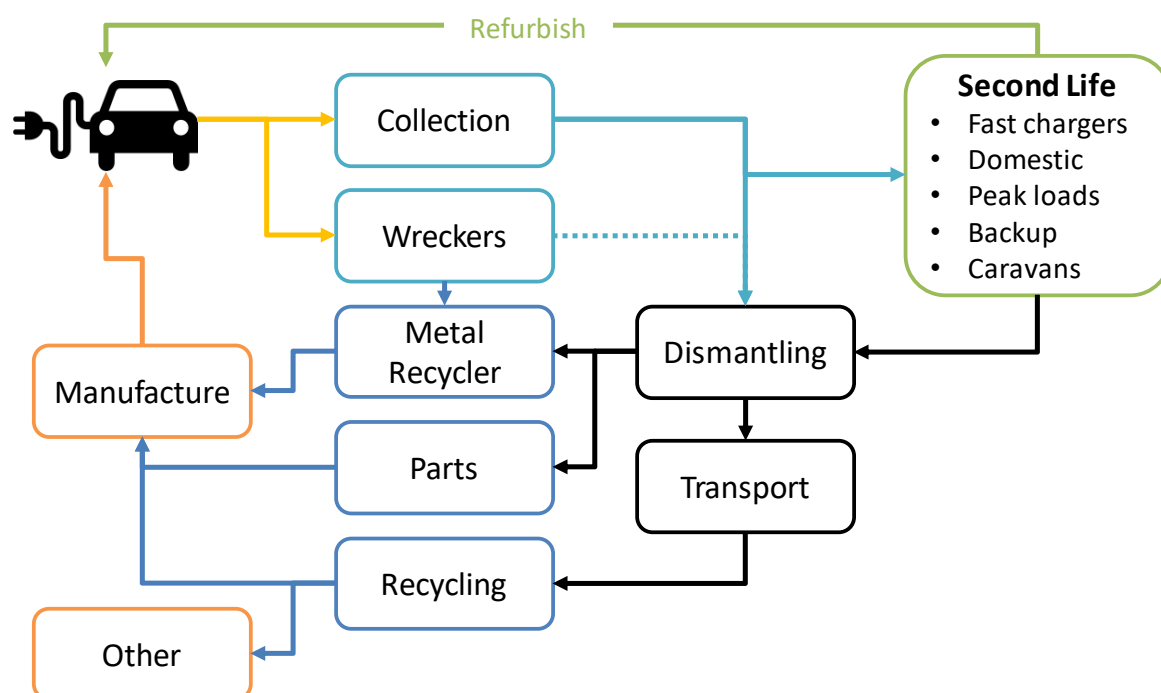 Refurbish
Second Life
• Fast chargers
• Domestic
• Peak loads
• Backup
• Caravans
Collection
Wreckers
Metal
Recycler
Dismantling
Manufacture
Parts
Transport
Recycling
Other